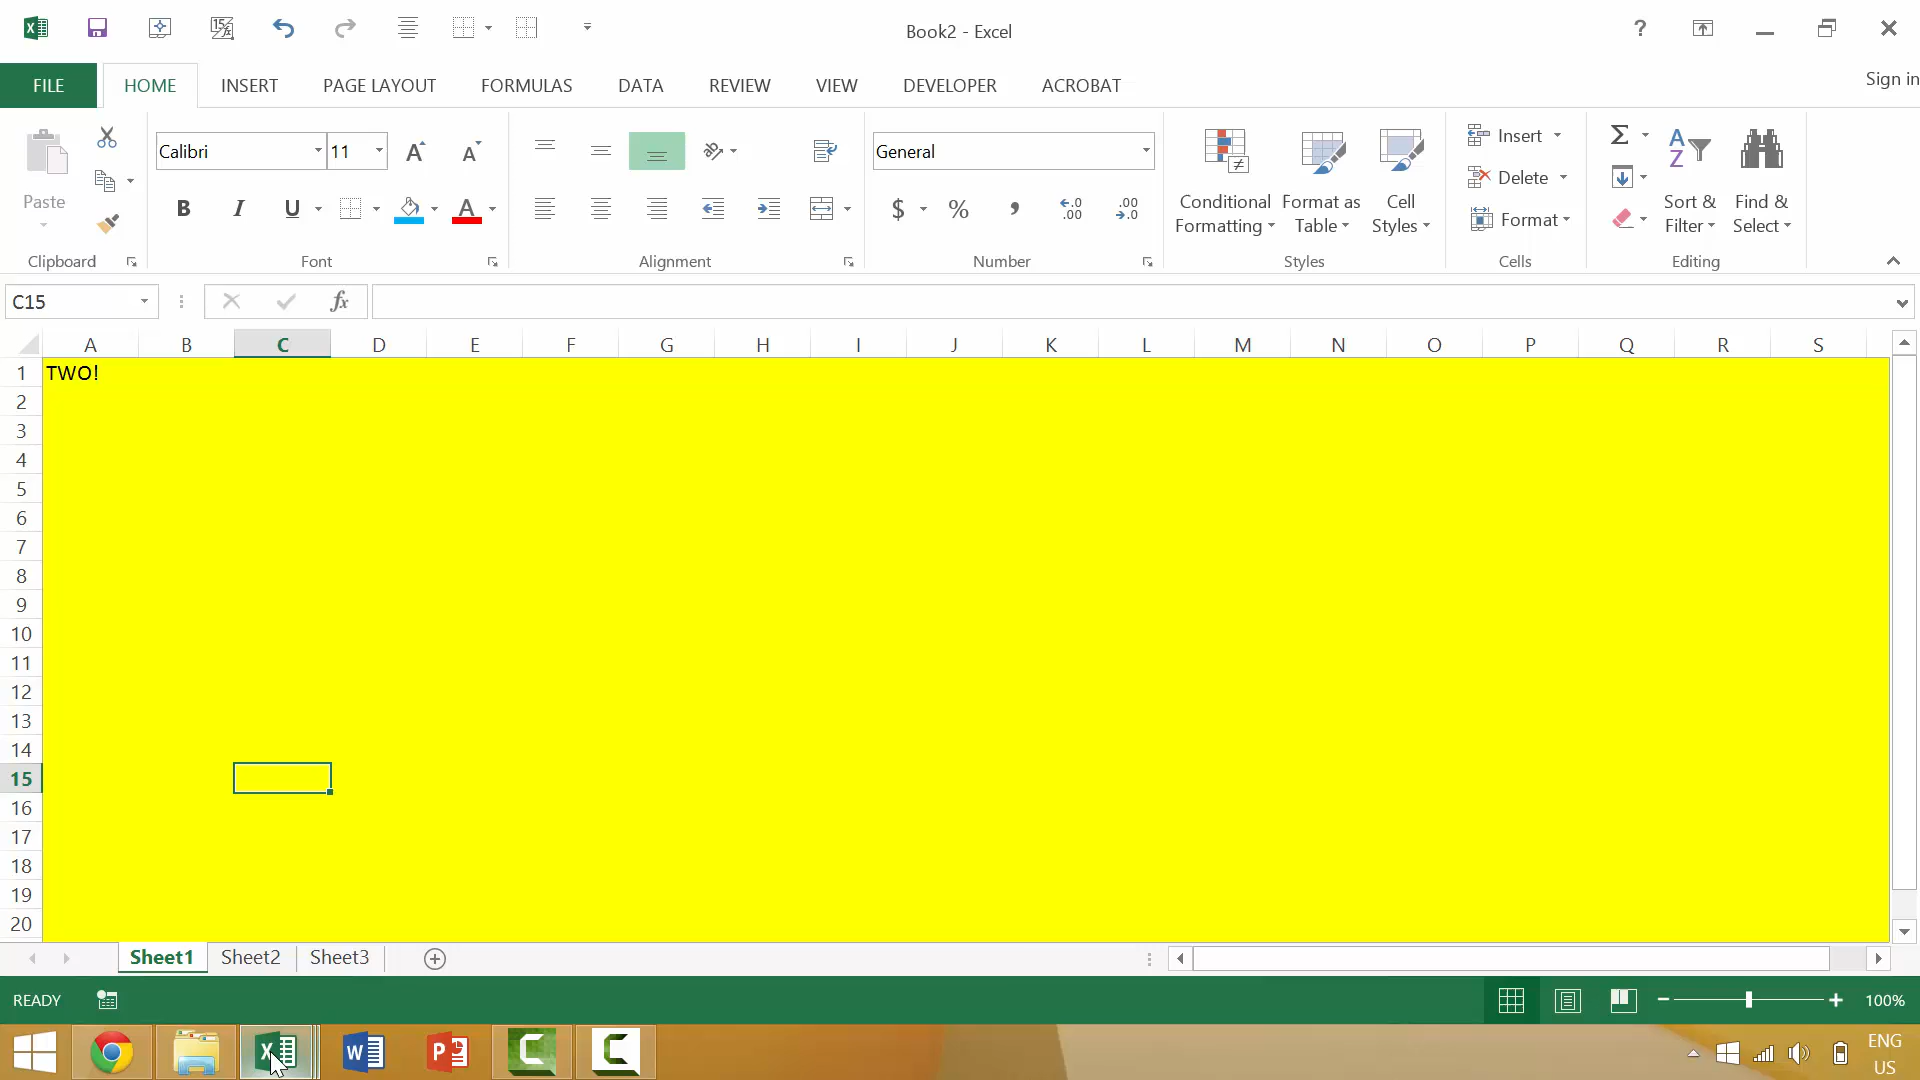 Book2 - Excel
?
Sign in
FILE HOME INSERT PAGE LAYOUT FORMULAS DATA REVIEW VIEW DEVELOPER ACROBAT
Paste
Clipboard
Calibri 11
B I U
Font
Alignment
General
$ % , .00 .00
Number
Conditional Formatting
Format as Table
Cell Styles
Styles
Insert
Delete
Format
Cells
Sort & Filter
Find & Select
Editing
C15
fx
A B C D E F G H I J K L M N O P Q R S
1 TWO!
2
3
4
5
6
7
8
9
10
11
12
13
14
15
16
17
18
19
20
Sheet1 Sheet2 Sheet3
READY
100%
ENG
US